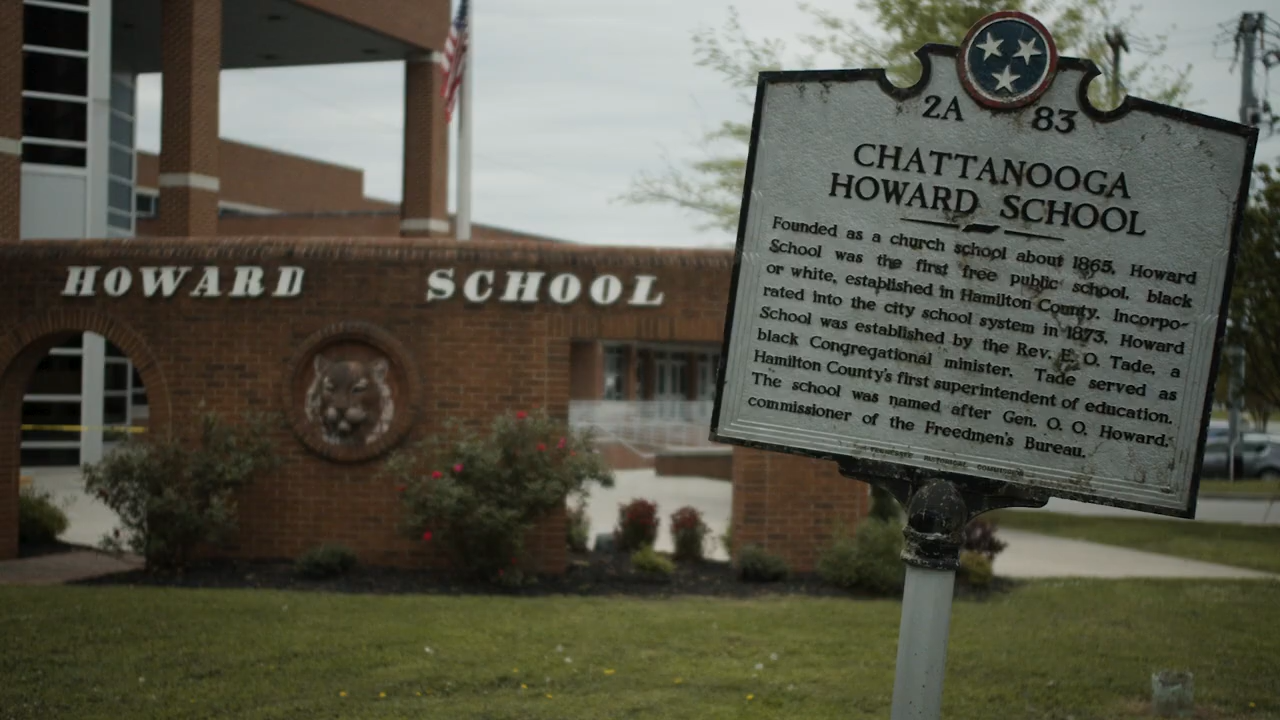 HOWARD SCHOOL
2A 83
CHATTANOOGA
HOWARD SCHOOL
Founded as a church school about 1865, Howard
School was the first free public school, black
or white, established in Hamilton County. Incorpo-
rated into the city school system in 1873, Howard
School was established by the Rev. E. O. Tade, a
black Congregational minister. Tade served as
Hamilton County's first superintendent of education.
The school was named after Gen. O. O. Howard,
commissioner of the Freedmen's Bureau.
TENNESSEE HISTORICAL COMMISSION